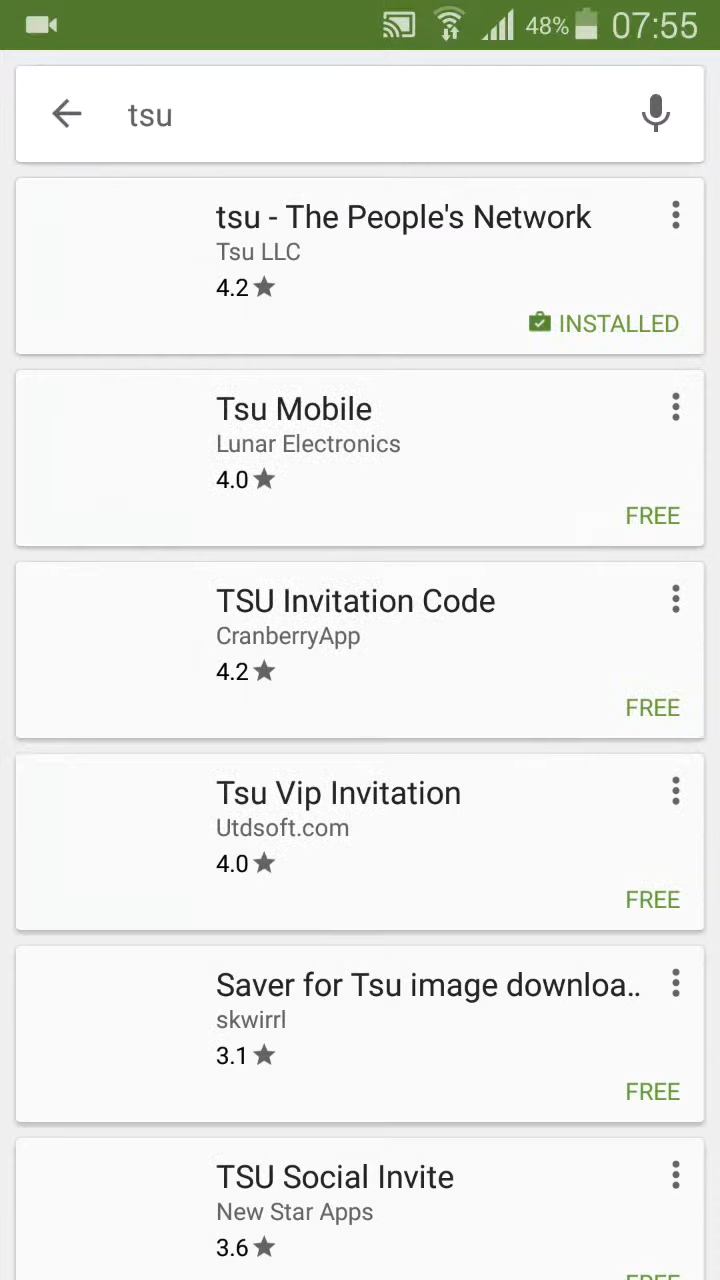 48% 07:55
tsu
tsu - The People's Network
Tsu LLC
4.2
INSTALLED
Tsu Mobile
Lunar Electronics
4.0
FREE
TSU Invitation Code
CranberryApp
4.2
FREE
Tsu Vip Invitation
Utdsoft.com
4.0
FREE
Saver for Tsu image downloa..
skwirrl
3.1
FREE
TSU Social Invite
New Star Apps
3.6
FREE